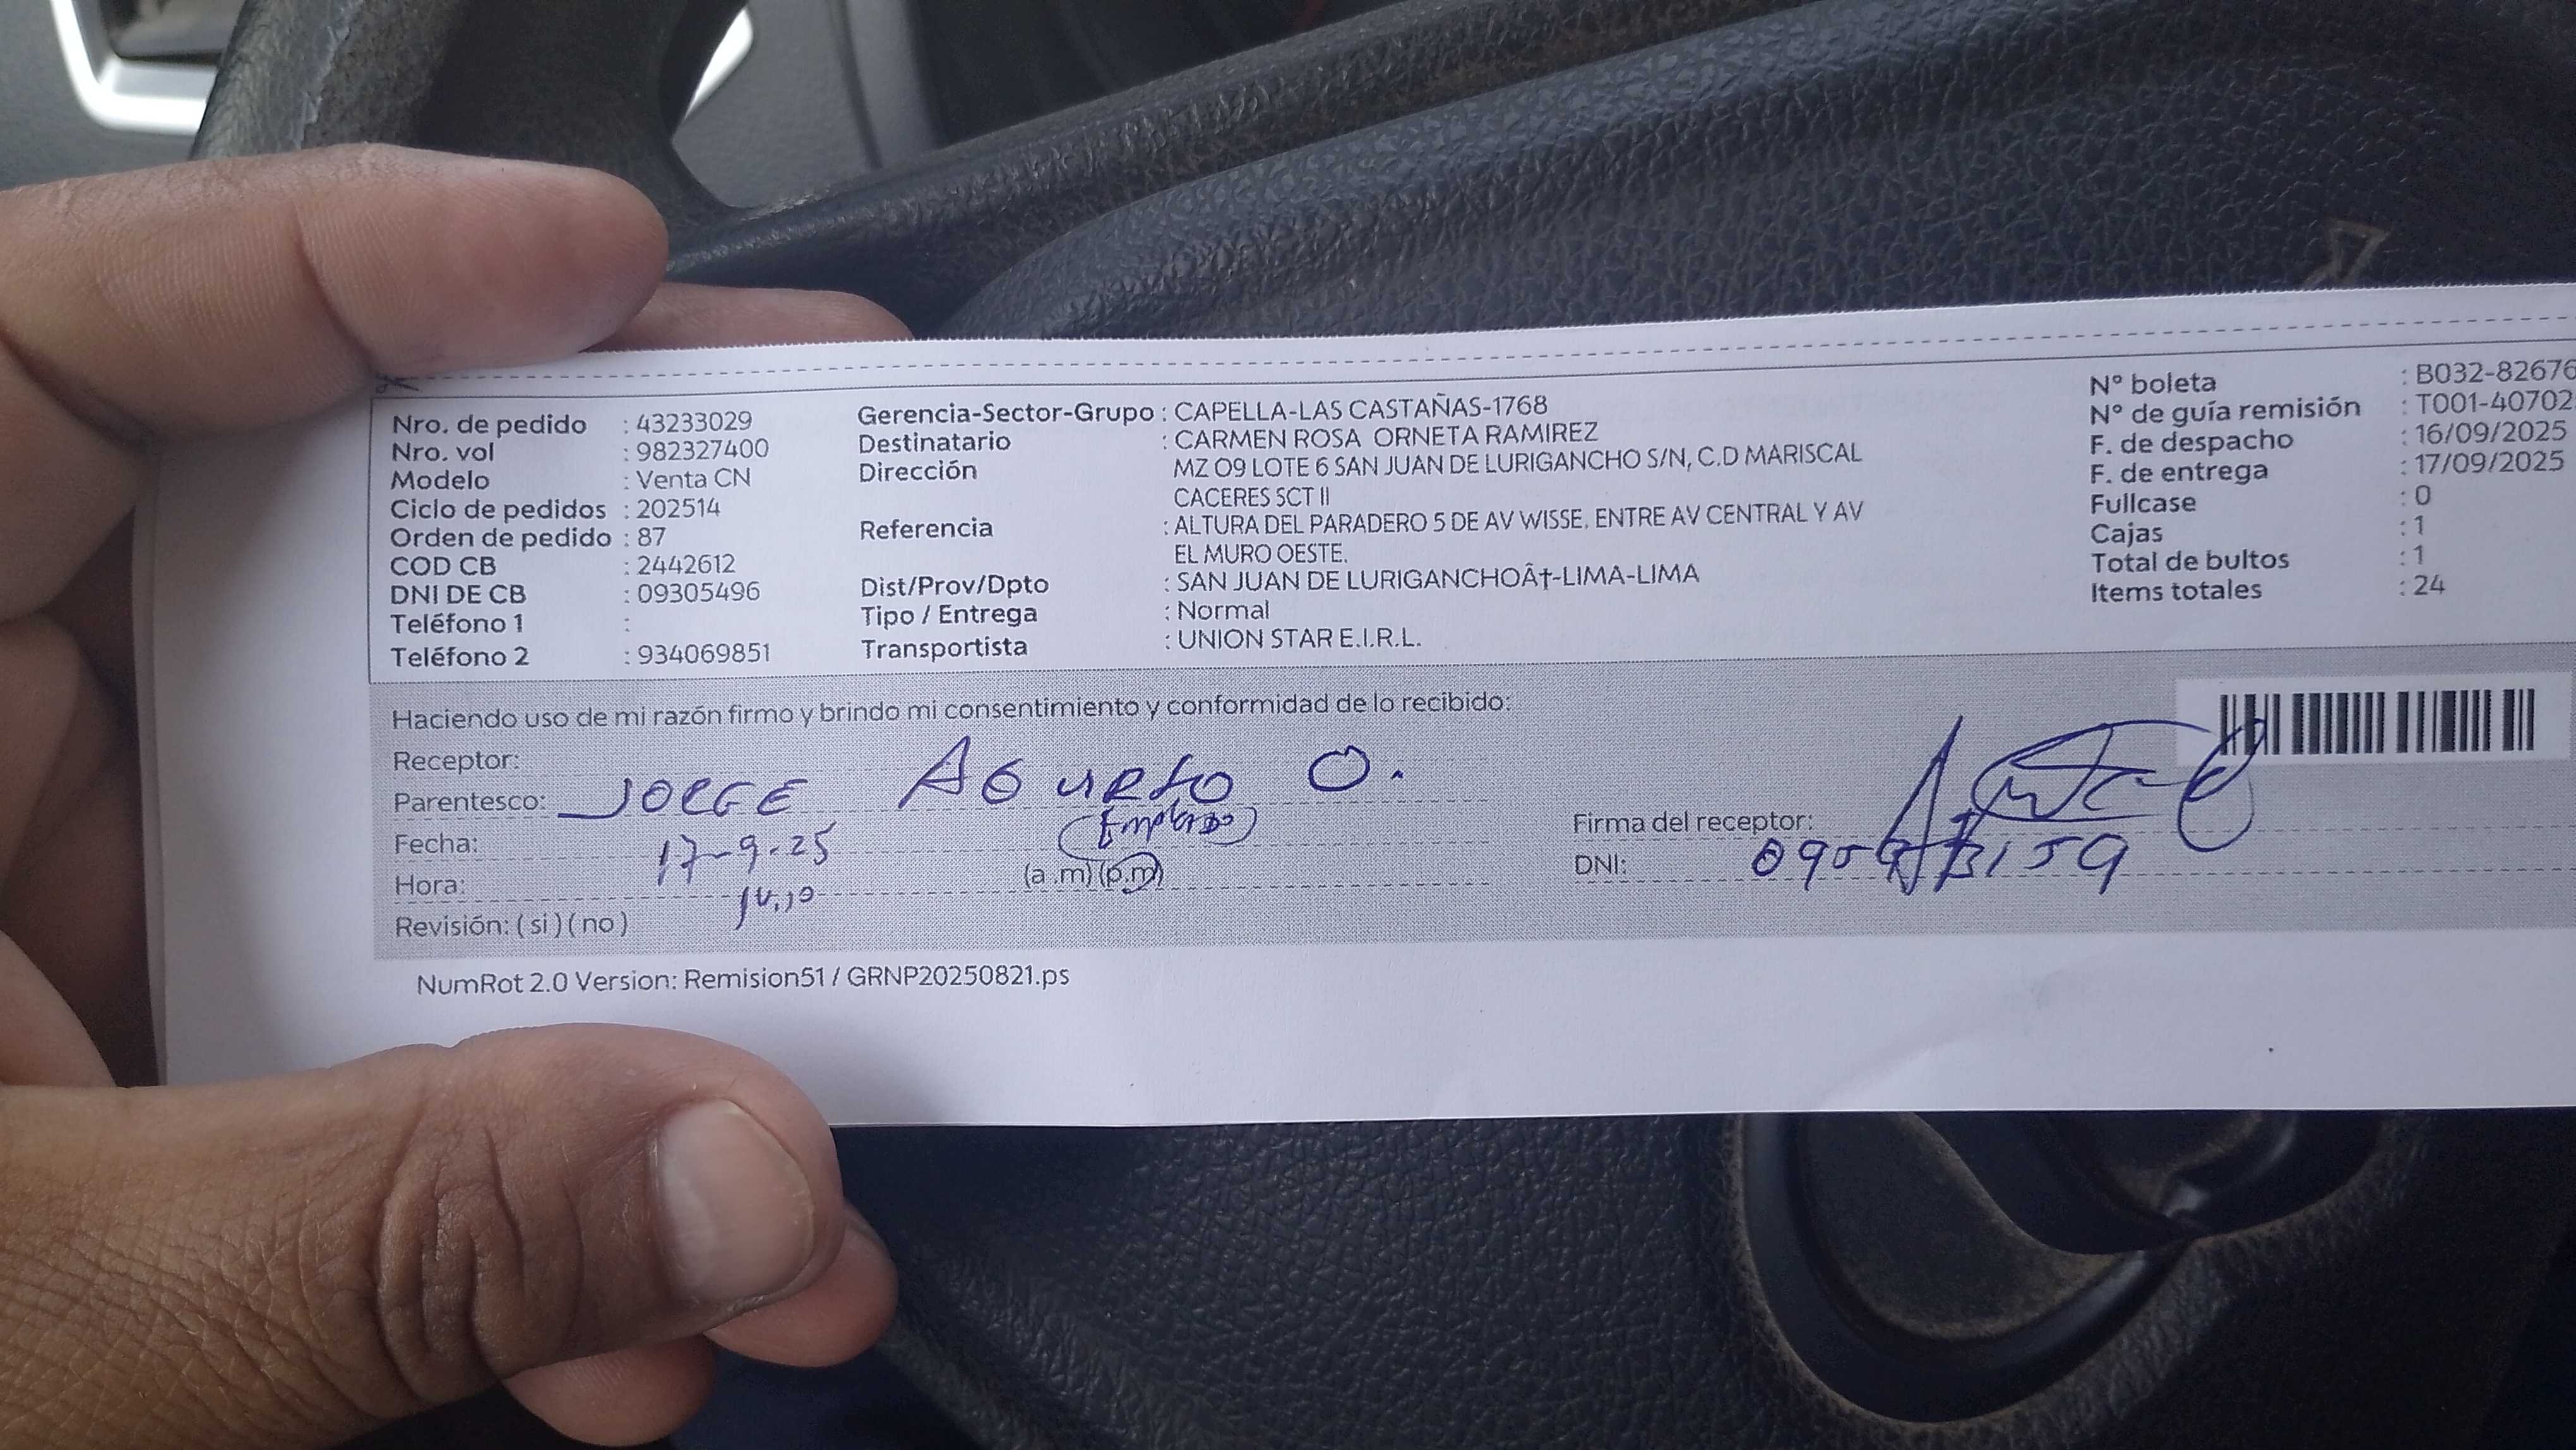 Nro. de pedido : 43233029
Nro. vol : 982327400
Modelo : Venta CN
Ciclo de pedidos : 202514
Orden de pedido : 87
COD CB : 2442612
DNI DE CB : 09305496
Teléfono 1 :
Teléfono 2 : 934069851
Gerencia-Sector-Grupo : CAPELLA-LAS CASTAÑAS-1768
Destinatario : CARMEN ROSA ORNETA RAMIREZ
Dirección MZ O9 LOTE 6 SAN JUAN DE LURIGANCHO S/N, C.D MARISCAL
CACERES SCT II
Referencia : ALTURA DEL PARADERO 5 DE AV WISSE, ENTRE AV CENTRAL Y AV
EL MURO OESTE.
Dist/Prov/Dpto : SAN JUAN DE LURIGANCHOÂ†-LIMA-LIMA
Tipo / Entrega : Normal
Transportista : UNION STAR E.I.R.L.
N° boleta : B032-82676
N° de guía remisión : T001-40702
F. de despacho : 16/09/2025
F. de entrega : 17/09/2025
Fullcase : 0
Cajas : 1
Total de bultos : 1
Items totales : 24
Haciendo uso de mi razón firmo y brindo mi consentimiento y conformidad de lo recibido:
Receptor:
Parentesco: JORGE AGURTO O.
Fecha: 17-9-25
Hora: (a.m) (p.m)
Revisión: ( si ) ( no )
Firma del receptor:
DNI:
NumRot 2.0 Version: Remision51 / GRNP20250821.ps